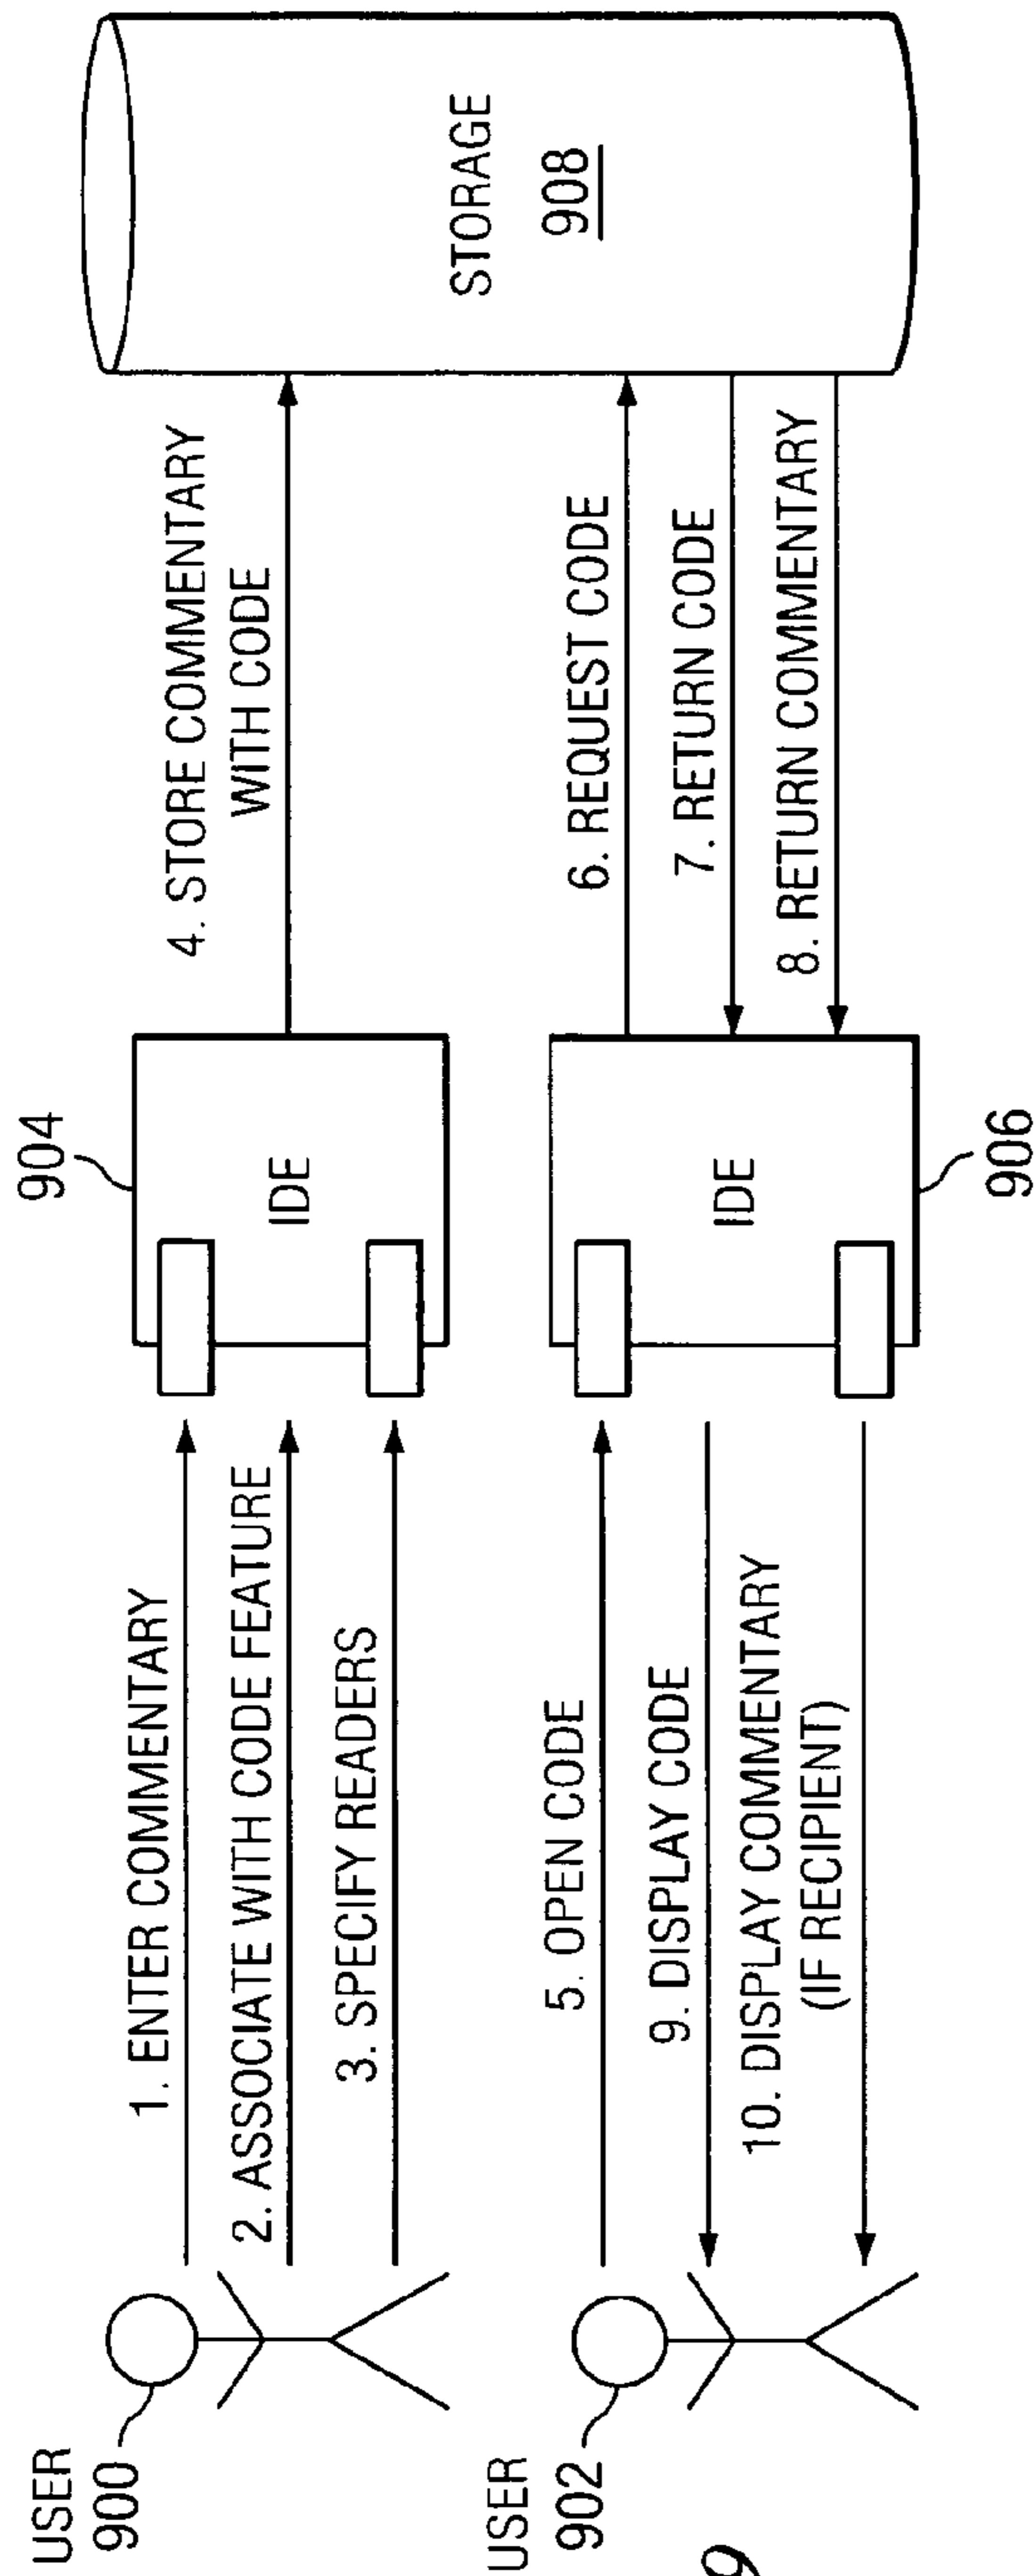 USER
900
1. ENTER COMMENTARY
2. ASSOCIATE WITH CODE FEATURE
3. SPECIFY READERS
904
IDE
4. STORE COMMENTARY
WITH CODE
STORAGE
908
USER
902
5. OPEN CODE
9. DISPLAY CODE
10. DISPLAY COMMENTARY
(IF RECIPIENT)
IDE
906
6. REQUEST CODE
7. RETURN CODE
8. RETURN COMMENTARY
9